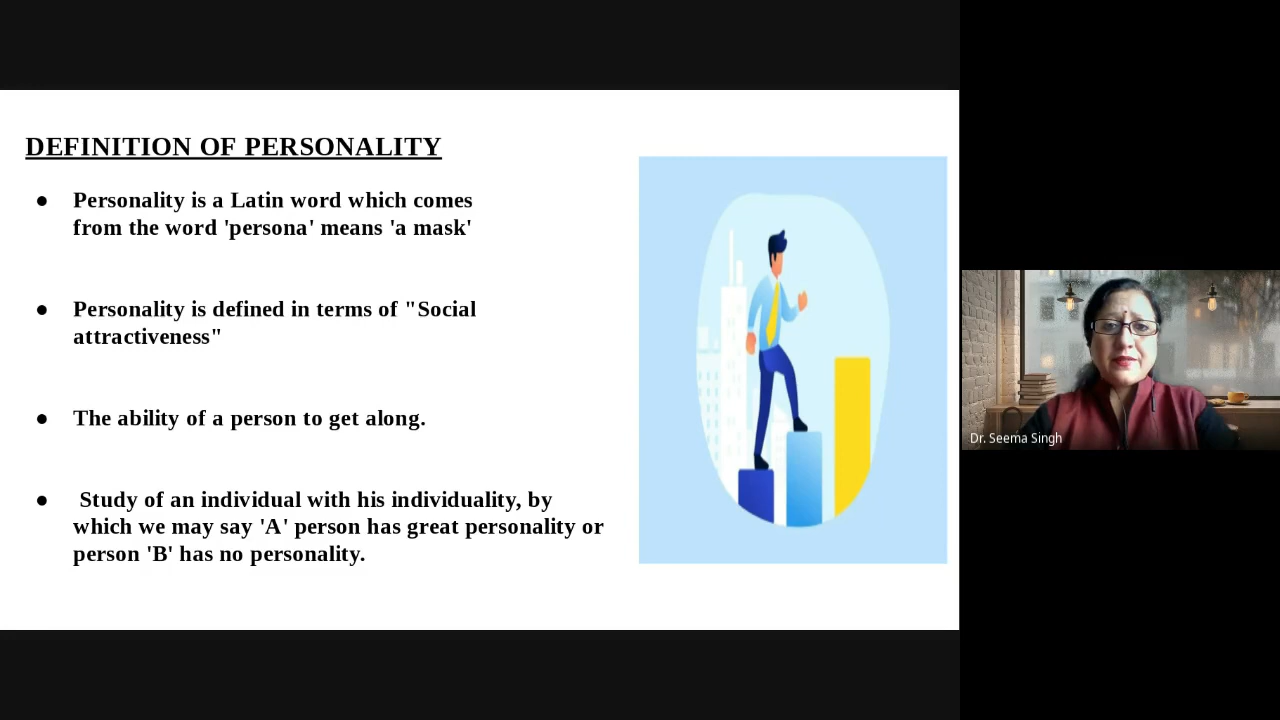 DEFINITION OF PERSONALITY
● Personality is a Latin word which comes
from the word 'persona' means 'a mask'
● Personality is defined in terms of "Social
attractiveness"
● The ability of a person to get along.
● Study of an individual with his individuality, by
which we may say 'A' person has great personality or
person 'B' has no personality.
Dr. Seema Singh